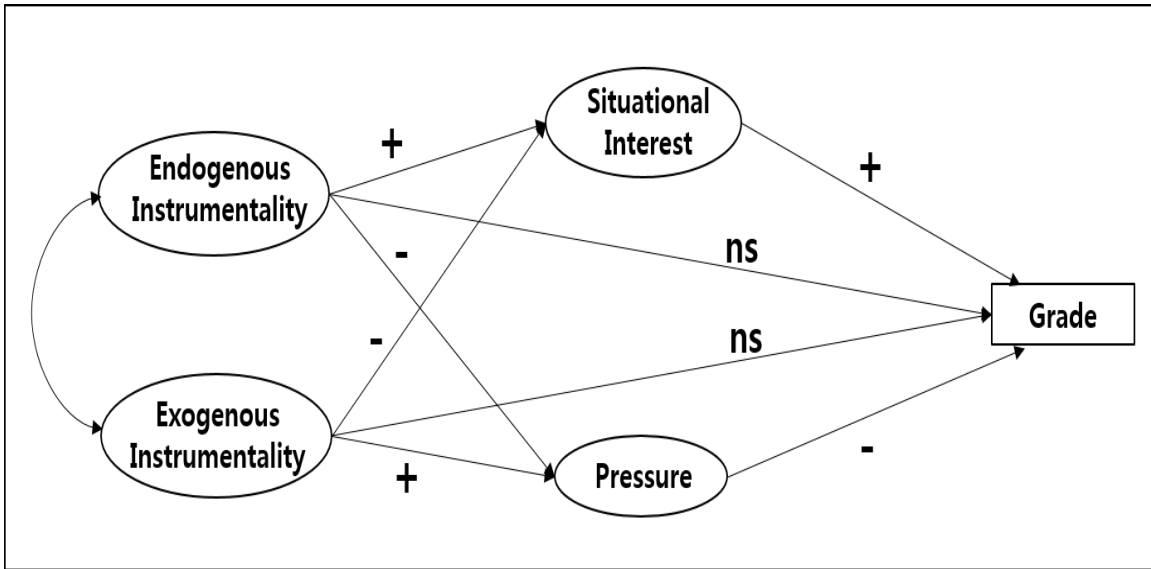 Situational
Interest
+
+
Endogenous
Instrumentality
-
ns
Grade
-
ns
Exogenous
Instrumentality
+
Pressure
-